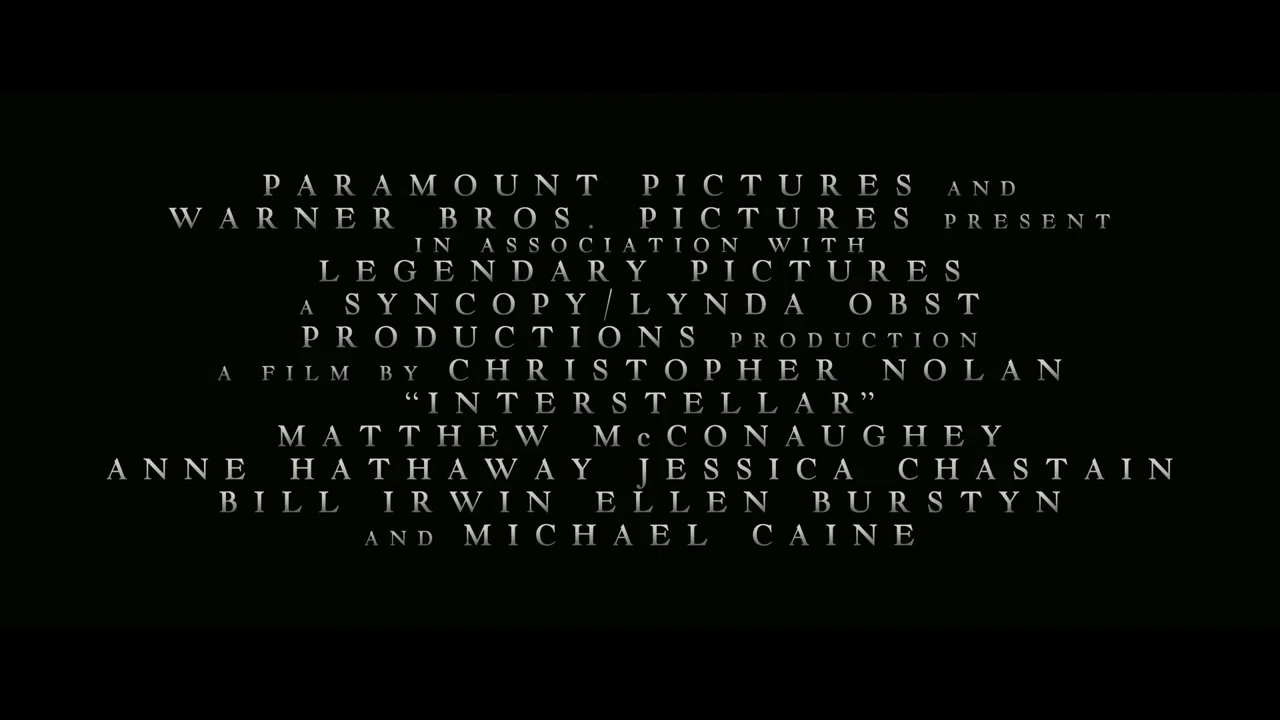 PARAMOUNT PICTURES AND
WARNER BROS. PICTURES PRESENT
IN ASSOCIATION WITH
LEGENDARY PICTURES
A SYNCOPY/LYNDA OBST
PRODUCTIONS PRODUCTION
A FILM BY CHRISTOPHER NOLAN
“INTERSTELLAR”
MATTHEW McCONAUGHEY
ANNE HATHAWAY JESSICA CHASTAIN
BILL IRWIN ELLEN BURSTYN
AND MICHAEL CAINE